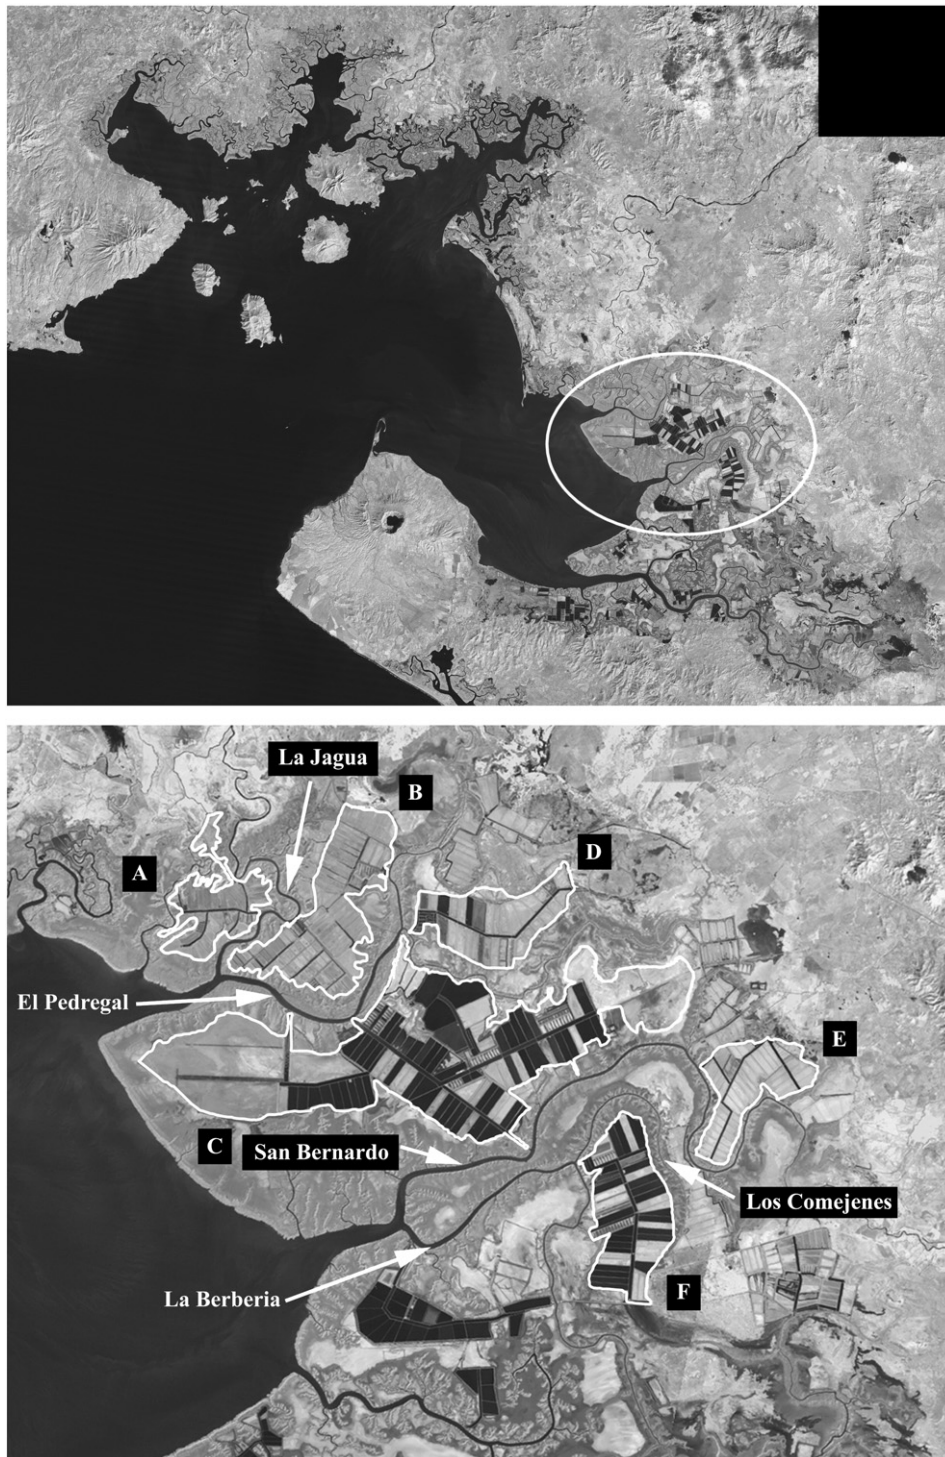 La Jagua
B
A
D
El Pedregal
E
C
San Bernardo
Los Comejenes
La Berberia
F